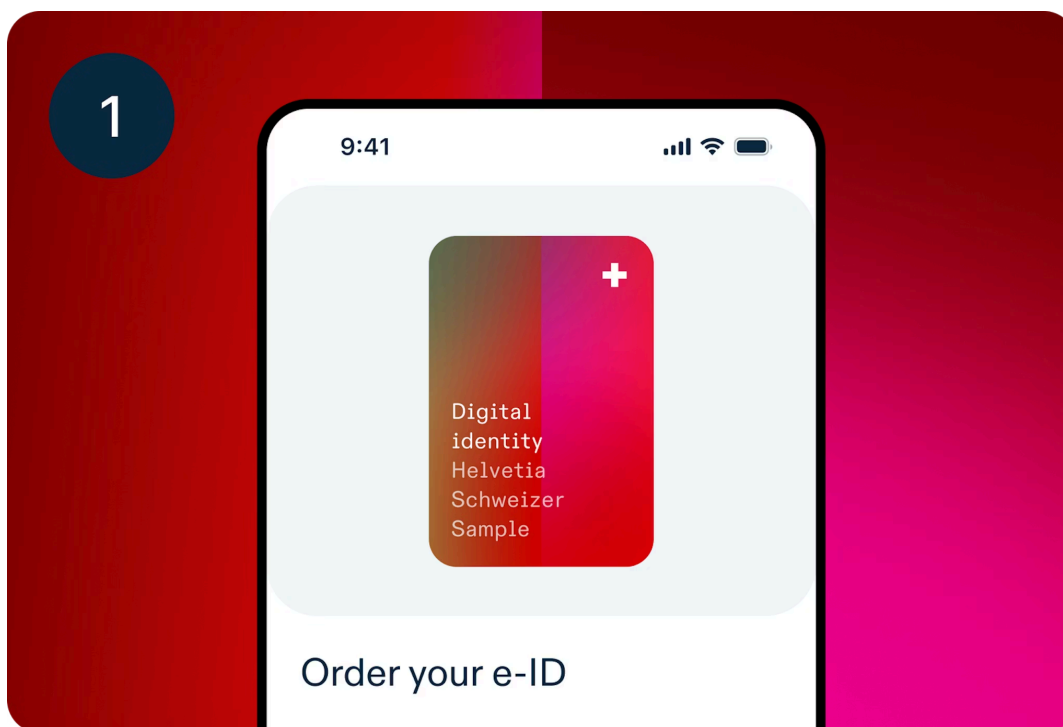 1
9:41
Digital
identity
Helvetia
Schweizer
Sample
Order your e-ID